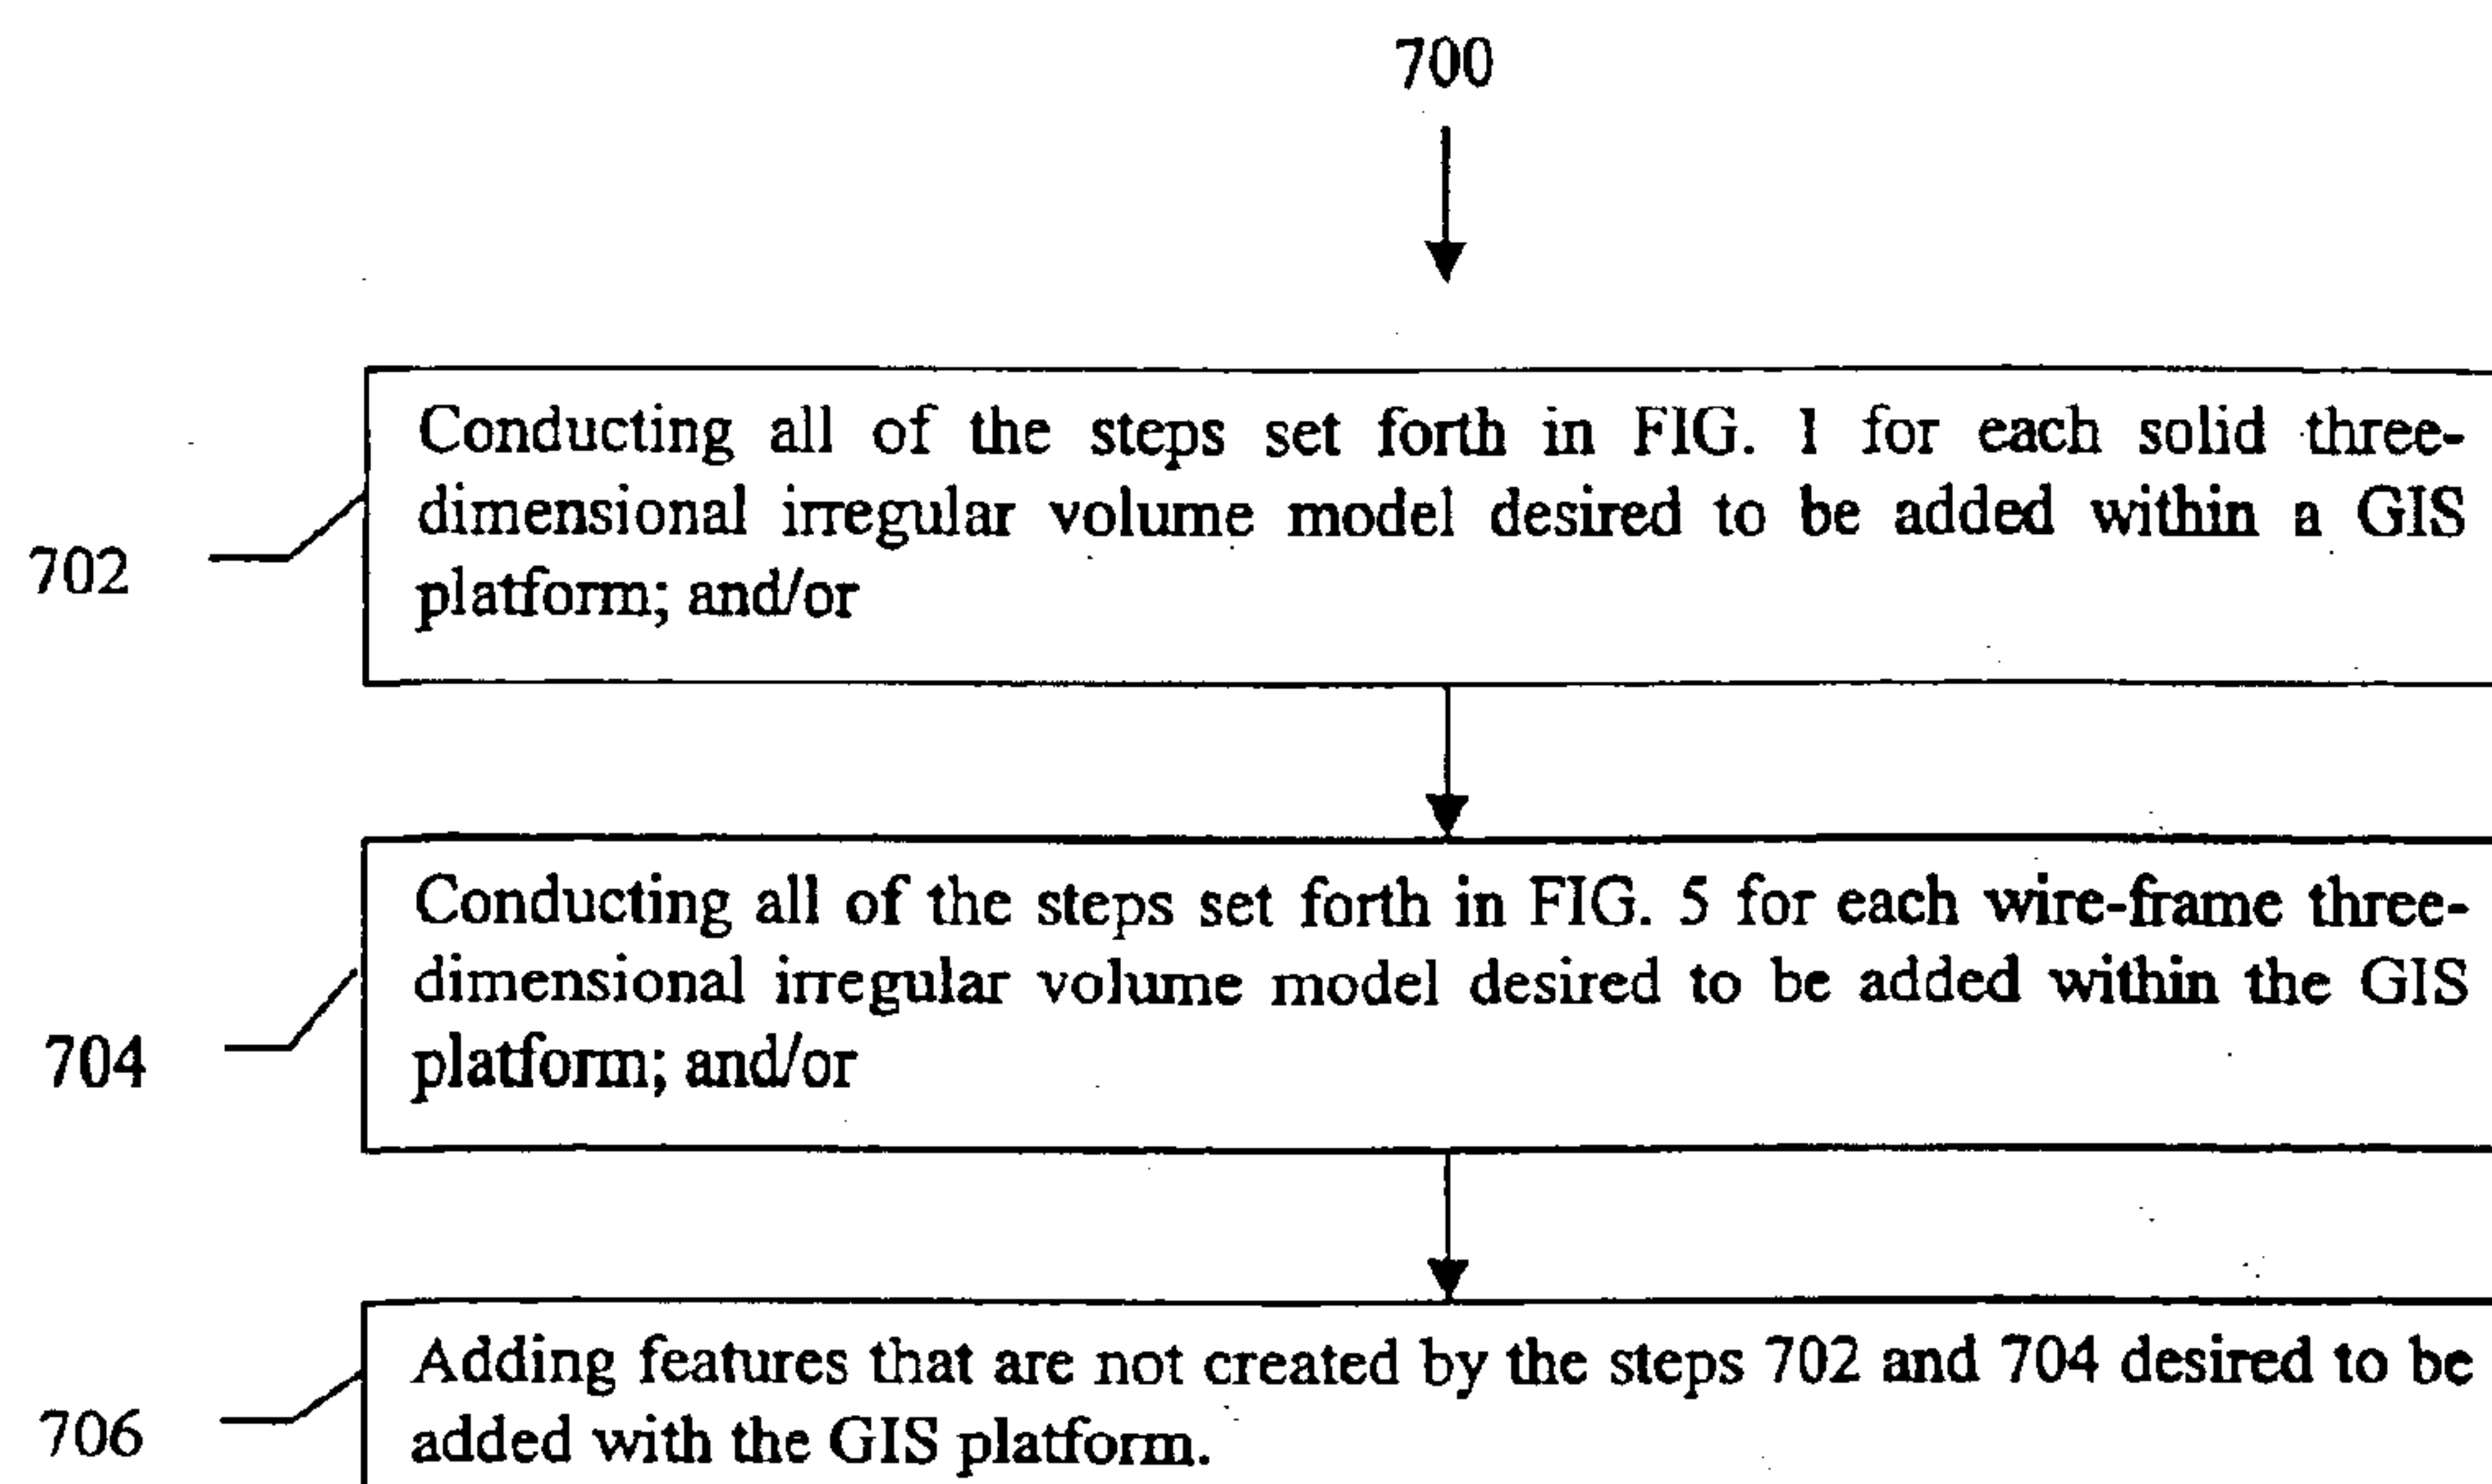 700
Conducting all of the steps set forth in FIG. 1 for each solid three-
dimensional irregular volume model desired to be added within a GIS
platform; and/or
702
Conducting all of the steps set forth in FIG. 5 for each wire-frame three-
dimensional irregular volume model desired to be added within the GIS
platform; and/or
704
Adding features that are not created by the steps 702 and 704 desired to be
added with the GIS platform.
706